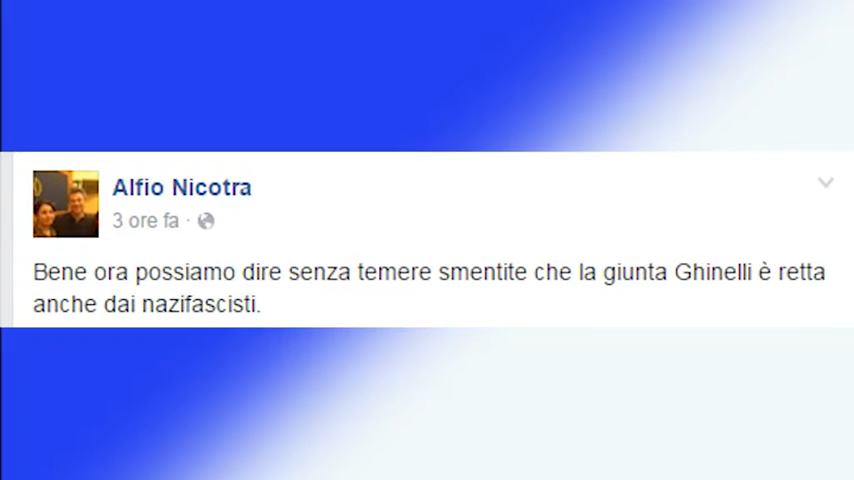 Alfio Nicotra
3 ore fa ·
Bene ora possiamo dire senza temere smentite che la giunta Ghinelli è retta
anche dai nazifascisti.